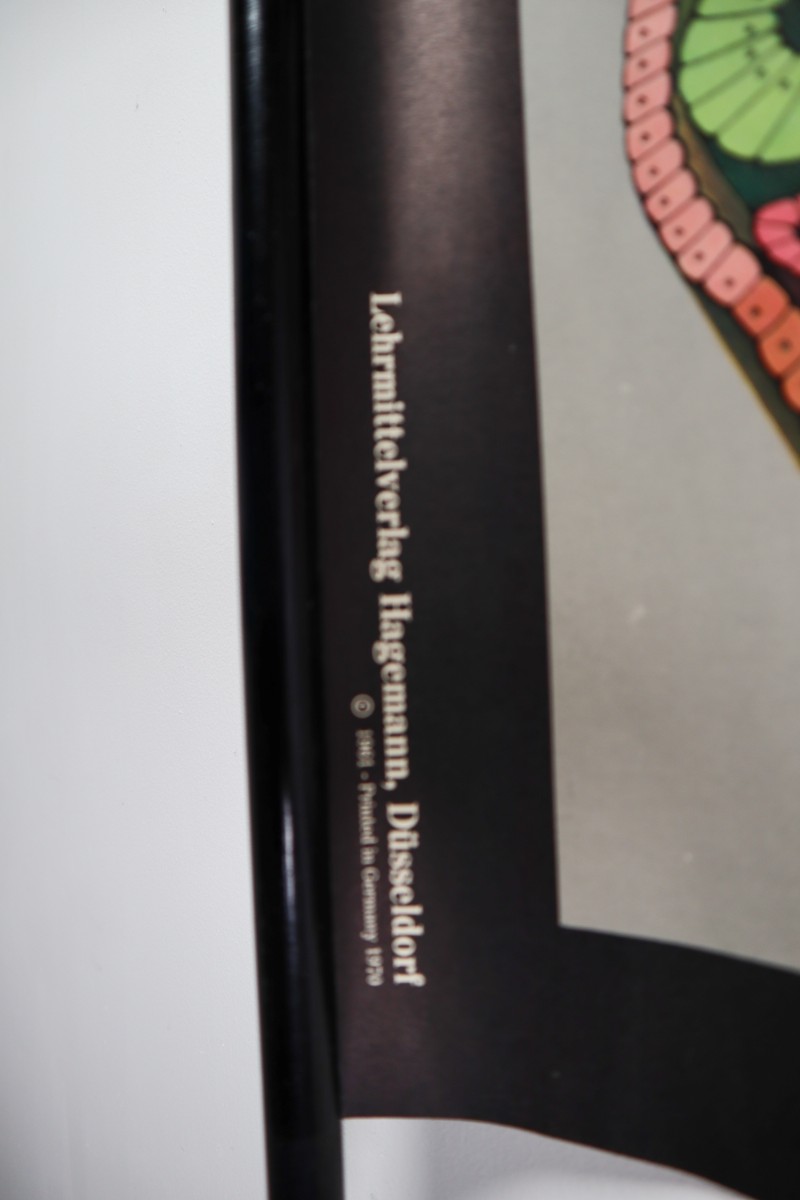 Lehrmittelverlag Hagemann, Düsseldorf
© • Printed in Germany 1970